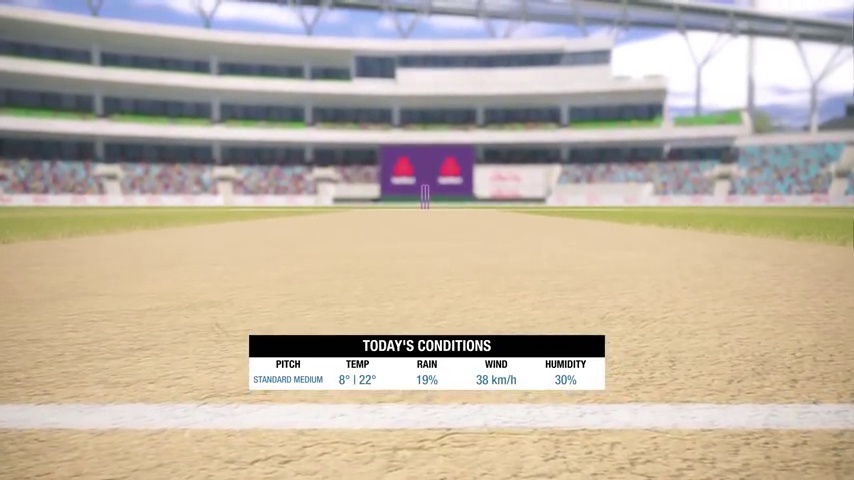 TODAY'S CONDITIONS
PITCH TEMP RAIN WIND HUMIDITY
STANDARD MEDIUM 8° | 22° 19% 38 km/h 30%